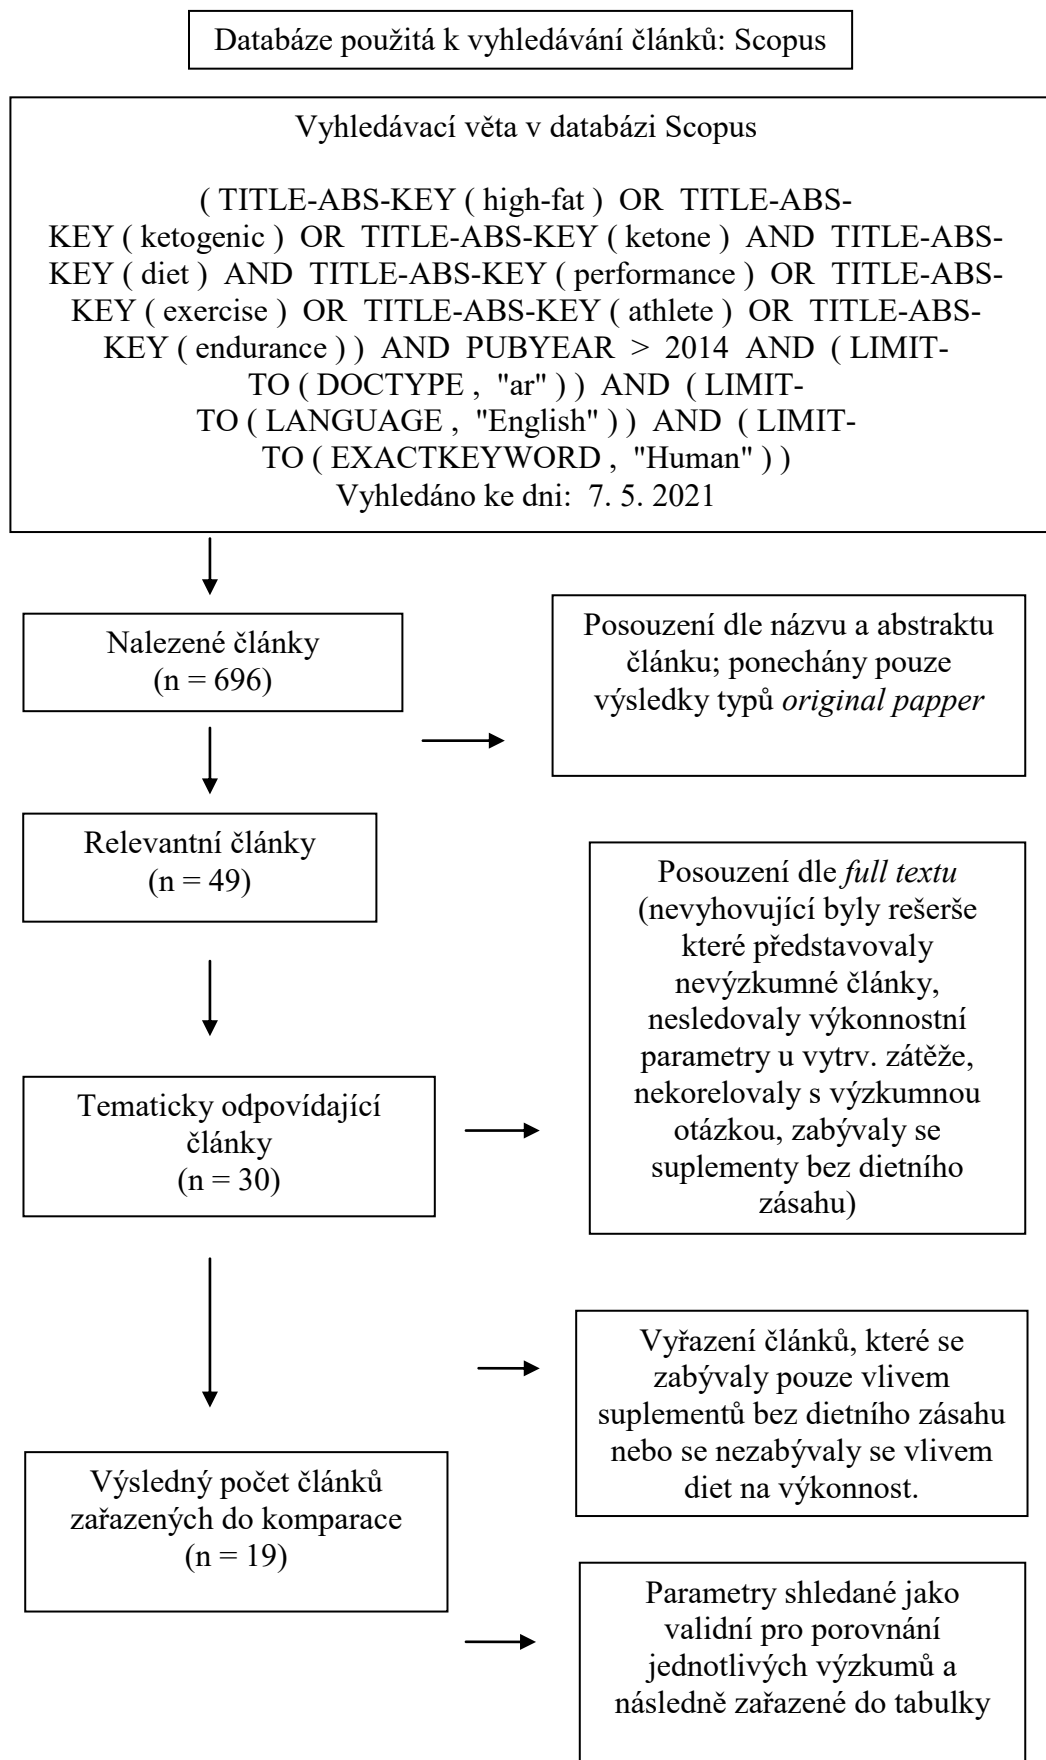 Databáze použitá k vyhledávání článků: Scopus
Vyhledávací věta v databázi Scopus
( TITLE-ABS-KEY ( high-fat ) OR TITLE-ABS-
KEY ( ketogenic ) OR TITLE-ABS-KEY ( ketone ) AND TITLE-ABS-
KEY ( diet ) AND TITLE-ABS-KEY ( performance ) OR TITLE-ABS-
KEY ( exercise ) OR TITLE-ABS-KEY ( athlete ) OR TITLE-ABS-
KEY ( endurance ) ) AND PUBYEAR > 2014 AND ( LIMIT-
TO ( DOCTYPE , "ar" ) ) AND ( LIMIT-
TO ( LANGUAGE , "English" ) ) AND ( LIMIT-
TO ( EXACTKEYWORD , "Human" ) )
Vyhledáno ke dni: 7. 5. 2021
Nalezené články
(n = 696)
Posouzení dle názvu a abstraktu
článku; ponechány pouze
výsledky typů original papper
Relevantní články
(n = 49)
Posouzení dle full textu
(nevyhovující byly rešerše
které představovaly
nevýzkumné články,
nesledovaly výkonnostní
parametry u vytrv. zátěže,
nekorelovaly s výzkumnou
otázkou, zabývaly se
suplementy bez dietního
zásahu)
Tematicky odpovídající
články
(n = 30)
Vyřazení článků, které se
zabývaly pouze vlivem
suplementů bez dietního zásahu
nebo se nezabývaly se vlivem
diet na výkonnost.
Výsledný počet článků
zařazených do komparace
(n = 19)
Parametry shledané jako
validní pro porovnání
jednotlivých výzkumů a
následně zařazené do tabulky